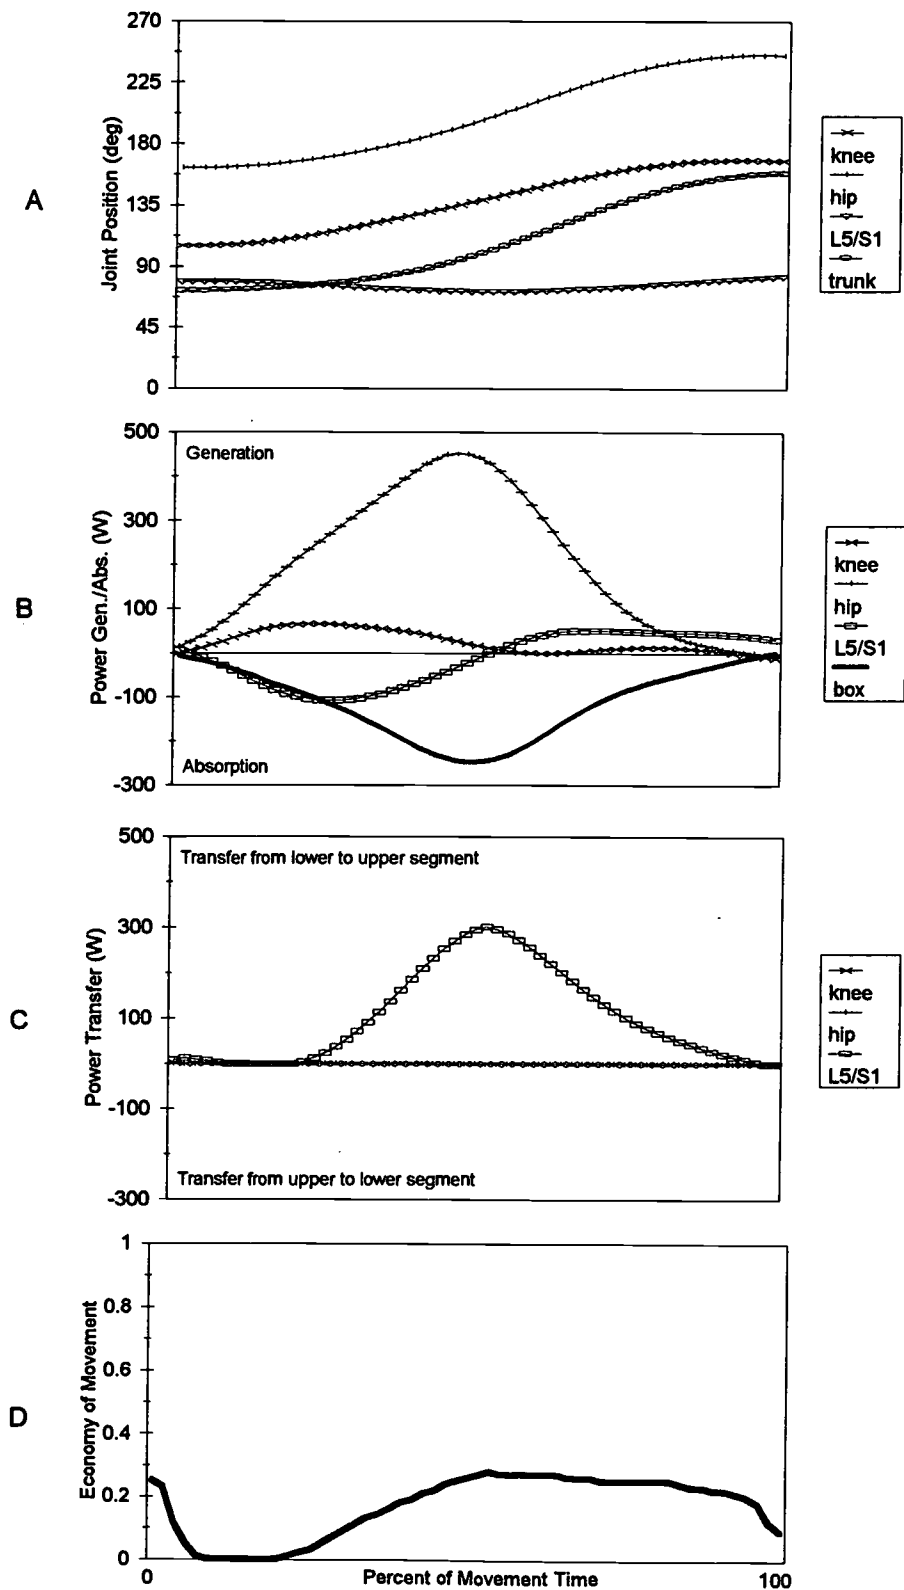 A
Joint Position (deg)
270
225
180
135
90
45
0
knee
hip
L5/S1
trunk
B
Power Gen./Abs. (W)
500
300
100
-100
-300
Generation
Absorption
knee
hip
L5/S1
box
C
Power Transfer (W)
500
300
100
-100
-300
Transfer from lower to upper segment
Transfer from upper to lower segment
knee
hip
L5/S1
D
Economy of Movement
1
0.8
0.6
0.4
0.2
0
0
Percent of Movement Time
100